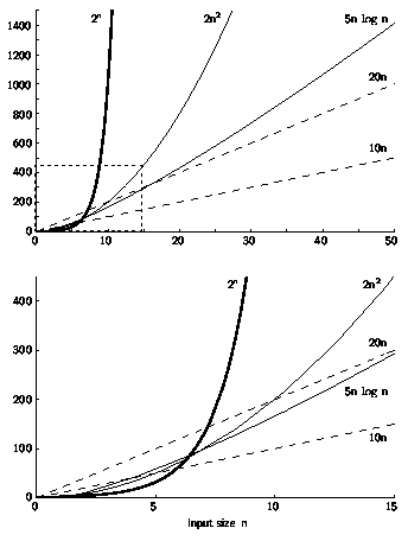 2ⁿ 2n² 5n log n
1400
1200
20n
1000
800
10n
600
400
200
0
0 10 20 30 40 50
2ⁿ 2n²
400
20n
300
5n log n
200
10n
100
0
0 5 10 15
Input size n